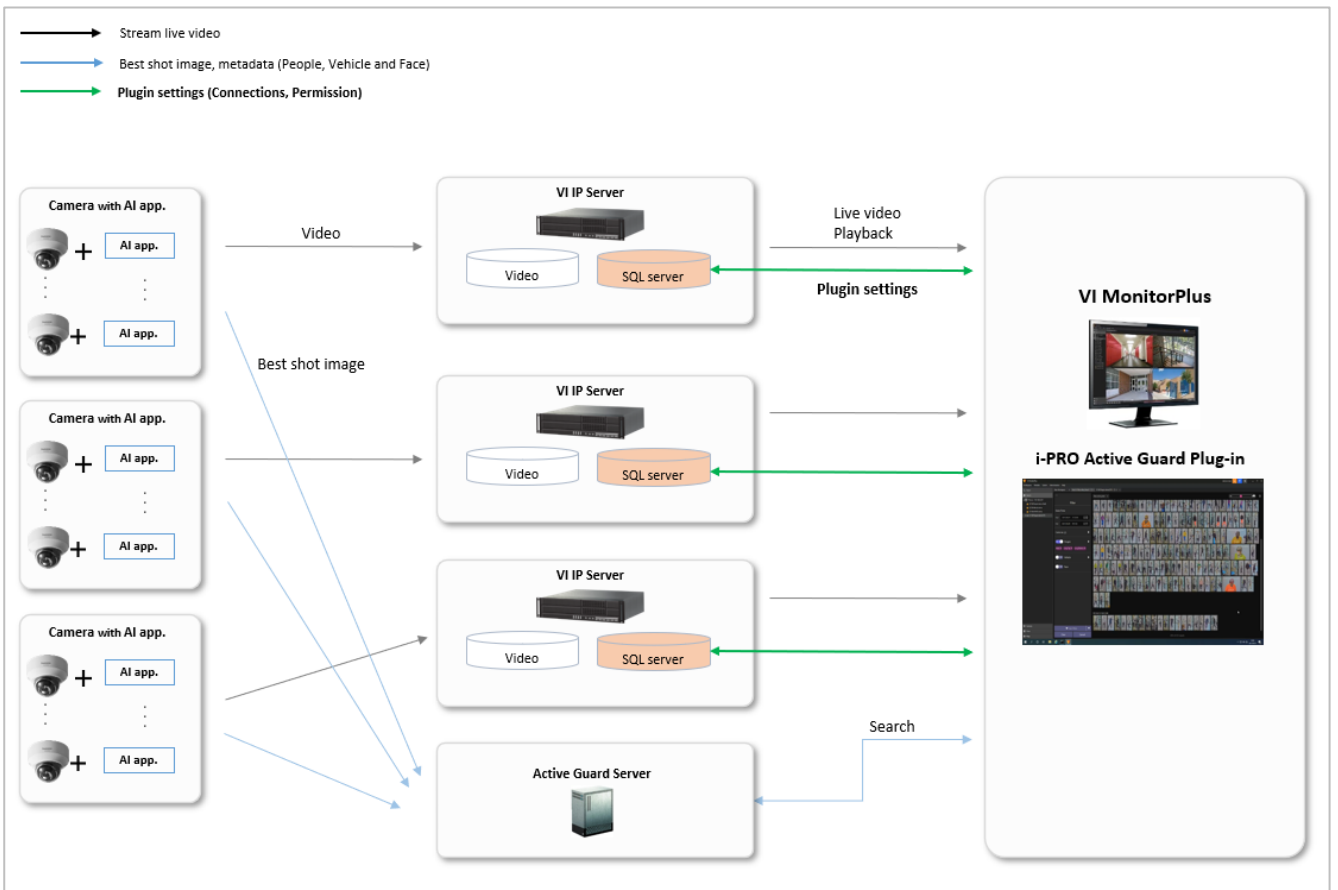 Stream live video
Best shot image, metadata (People, Vehicle and Face)
Plugin settings (Connections, Permission)
Camera with AI app.
AI app.
AI app.
Camera with AI app.
AI app.
AI app.
Camera with AI app.
AI app.
AI app.
Video
Best shot image
VI IP Server
Video
SQL server
VI IP Server
Video
SQL server
VI IP Server
Video
SQL server
Active Guard Server
Live video
Playback
Plugin settings
Search
VI MonitorPlus
i-PRO Active Guard Plug-in